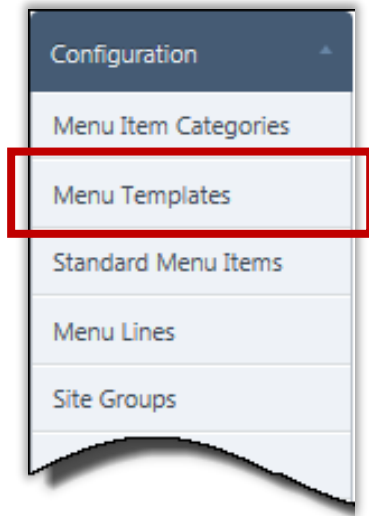 Configuration
Menu Item Categories
Menu Templates
Standard Menu Items
Menu Lines
Site Groups